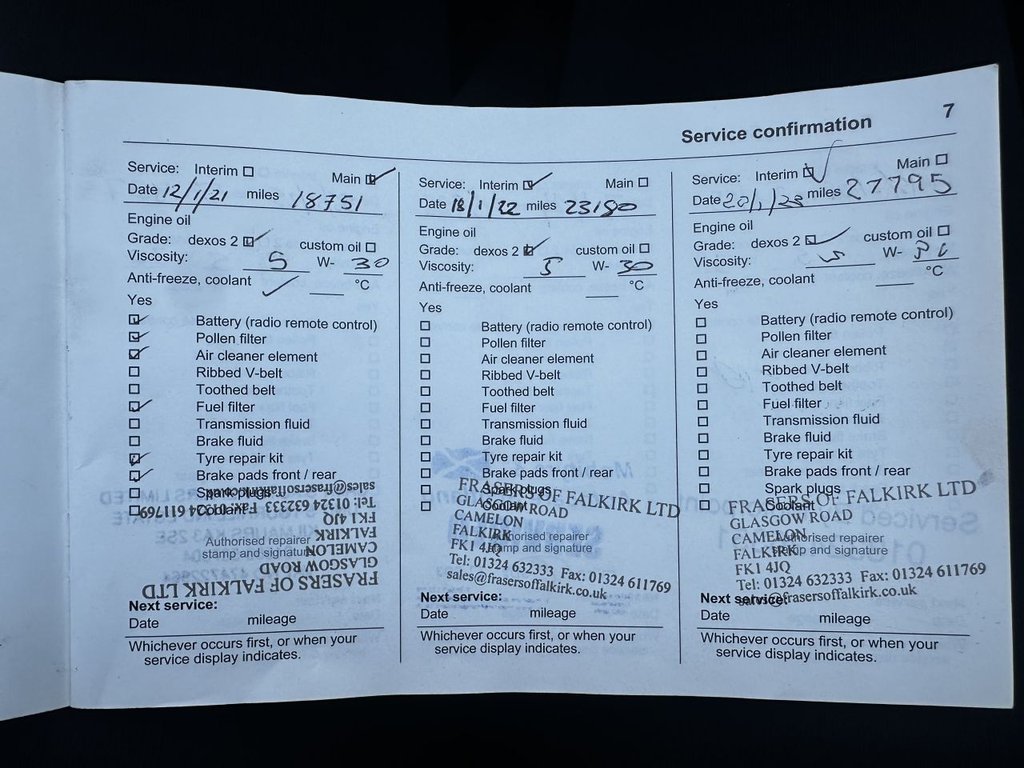 Service confirmation 7
Service: Interim ☐ Main ☑
Date 12/1/21 miles 18751
Engine oil
Grade: dexos 2 ☑ custom oil ☐
Viscosity: 5 W- 30
Anti-freeze, coolant ✓ °C
Yes
☑ Battery (radio remote control)
☑ Pollen filter
☑ Air cleaner element
☐ Ribbed V-belt
☐ Toothed belt
☑ Fuel filter
☐ Transmission fluid
☐ Brake fluid
☑ Tyre repair kit
☑ Brake pads front / rear
☐ Spark plugs
☐ Coolant
Authorised repairer
stamp and signature
FRASERS OF FALKIRK LTD
GLASGOW ROAD
CAMELON
FALKIRK
FK1 4JQ
Tel: 01324 632333 Fax: 01324 611769
sales@frasersoffalkirk.co.uk
Next service:
Date mileage
Whichever occurs first, or when your
service display indicates.
Service: Interim ☑ Main ☐
Date 18/1/22 miles 23180
Engine oil
Grade: dexos 2 ☑ custom oil ☐
Viscosity: 5 W- 30
Anti-freeze, coolant °C
Yes
☐ Battery (radio remote control)
☐ Pollen filter
☐ Air cleaner element
☐ Ribbed V-belt
☐ Toothed belt
☐ Fuel filter
☐ Transmission fluid
☐ Brake fluid
☐ Tyre repair kit
☐ Brake pads front / rear
☐ Spark plugs
☐ Coolant
Authorised repairer
stamp and signature
FRASERS OF FALKIRK LTD
GLASGOW ROAD
CAMELON
FALKIRK
FK1 4JQ
Tel: 01324 632333 Fax: 01324 611769
sales@frasersoffalkirk.co.uk
Next service:
Date mileage
Whichever occurs first, or when your
service display indicates.
Service: Interim ☑ Main ☐
Date miles 27795
Engine oil
Grade: dexos 2 ☑ custom oil ☐
Viscosity: 5 W-
Anti-freeze, coolant °C
Yes
☐ Battery (radio remote control)
☐ Pollen filter
☐ Air cleaner element
☐ Ribbed V-belt
☐ Toothed belt
☐ Fuel filter
☐ Transmission fluid
☐ Brake fluid
☐ Tyre repair kit
☐ Brake pads front / rear
☐ Spark plugs
☐ Coolant
Authorised repairer
stamp and signature
FRASERS OF FALKIRK LTD
GLASGOW ROAD
CAMELON
FALKIRK
FK1 4JQ
Tel: 01324 632333 Fax: 01324 611769
sales@frasersoffalkirk.co.uk
Next service:
Date mileage
Whichever occurs first, or when your
service display indicates.